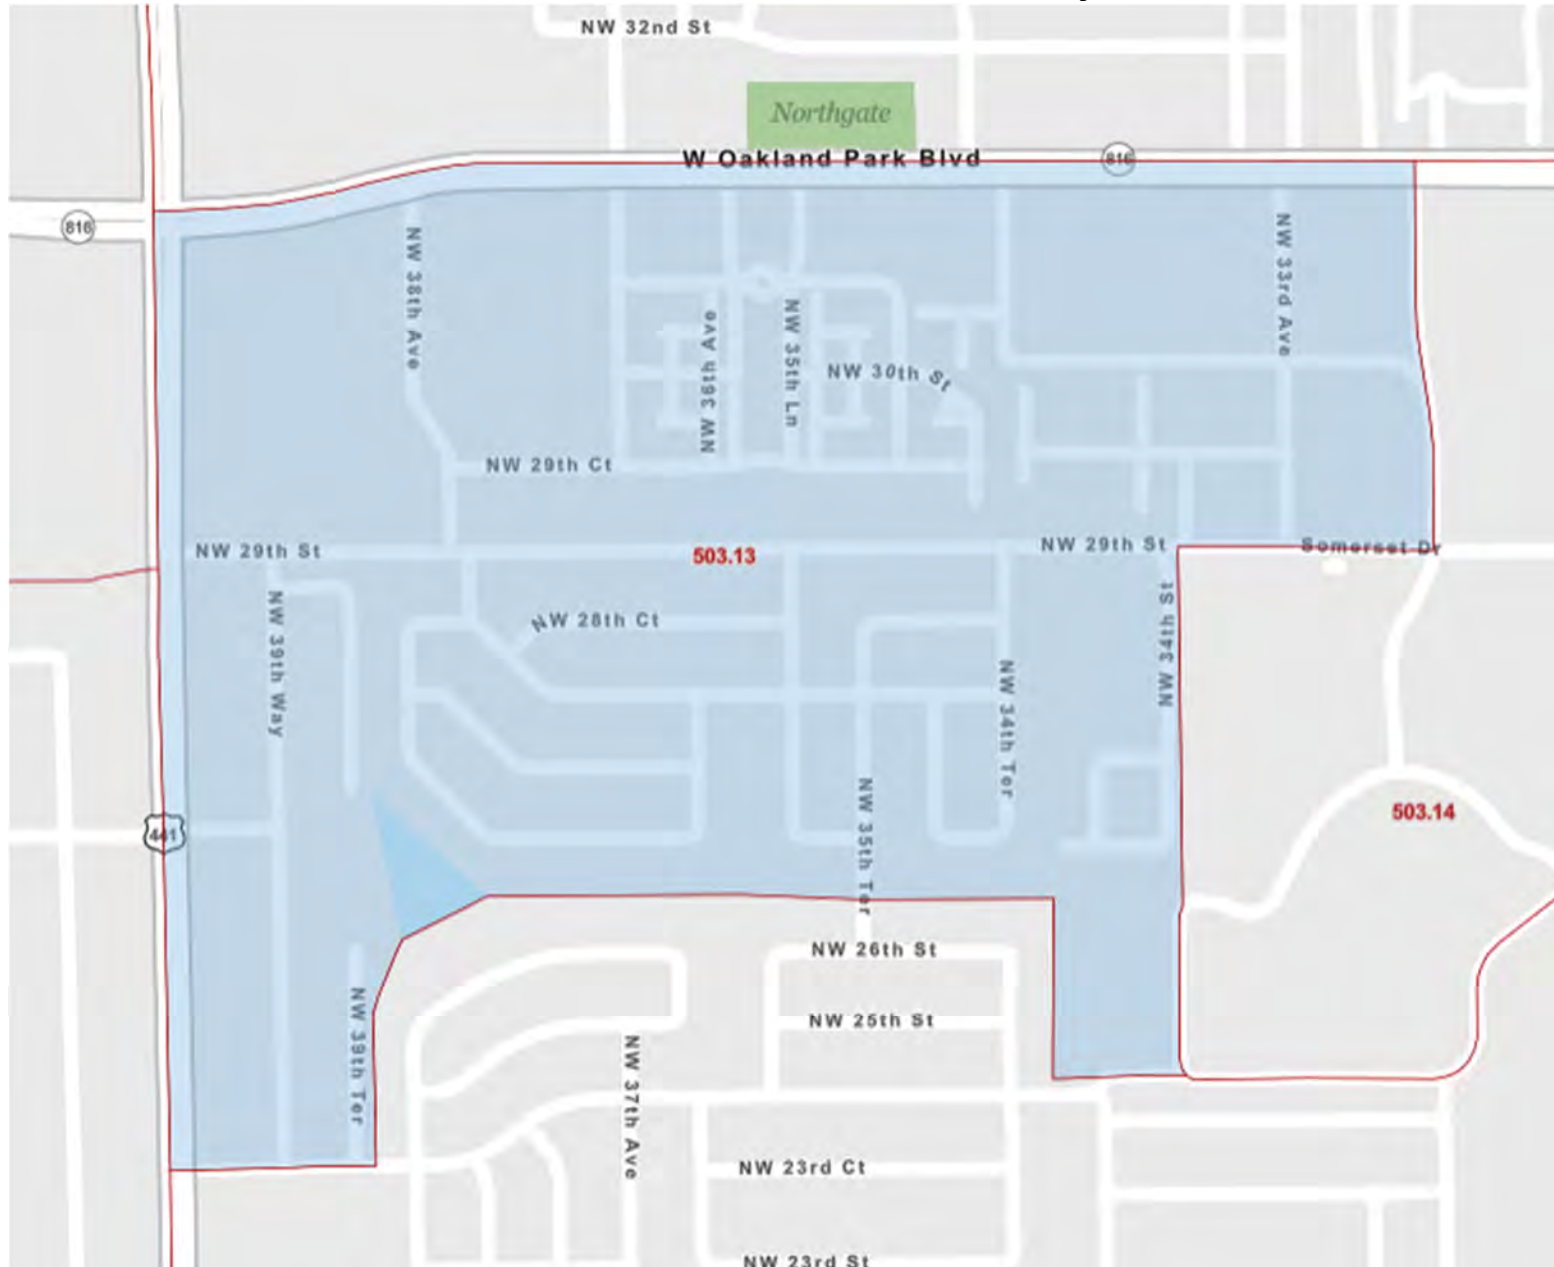 NW 32nd St
Northgate
W Oakland Park Blvd
816
816
NW 38th Ave
NW 33rd Ave
NW 36th Ave
NW 35th Ln
NW 30th St
NW 29th Ct
NW 29th St
503.13
NW 29th St
Somerset Dr
NW 39th Way
NW 28th Ct
NW 34th St
NW 34th Ter
NW 35th Ter
441
503.14
NW 26th St
NW 39th Ter
NW 25th St
NW 37th Ave
NW 23rd Ct
NW 23rd St